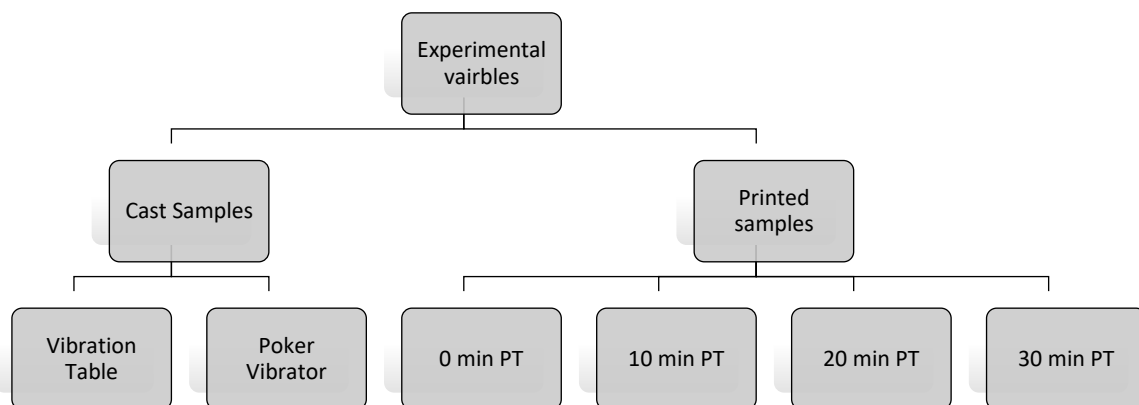 Experimental
vairbles
Cast Samples
Printed
samples
Vibration
Table
Poker
Vibrator
0 min PT
10 min PT
20 min PT
30 min PT